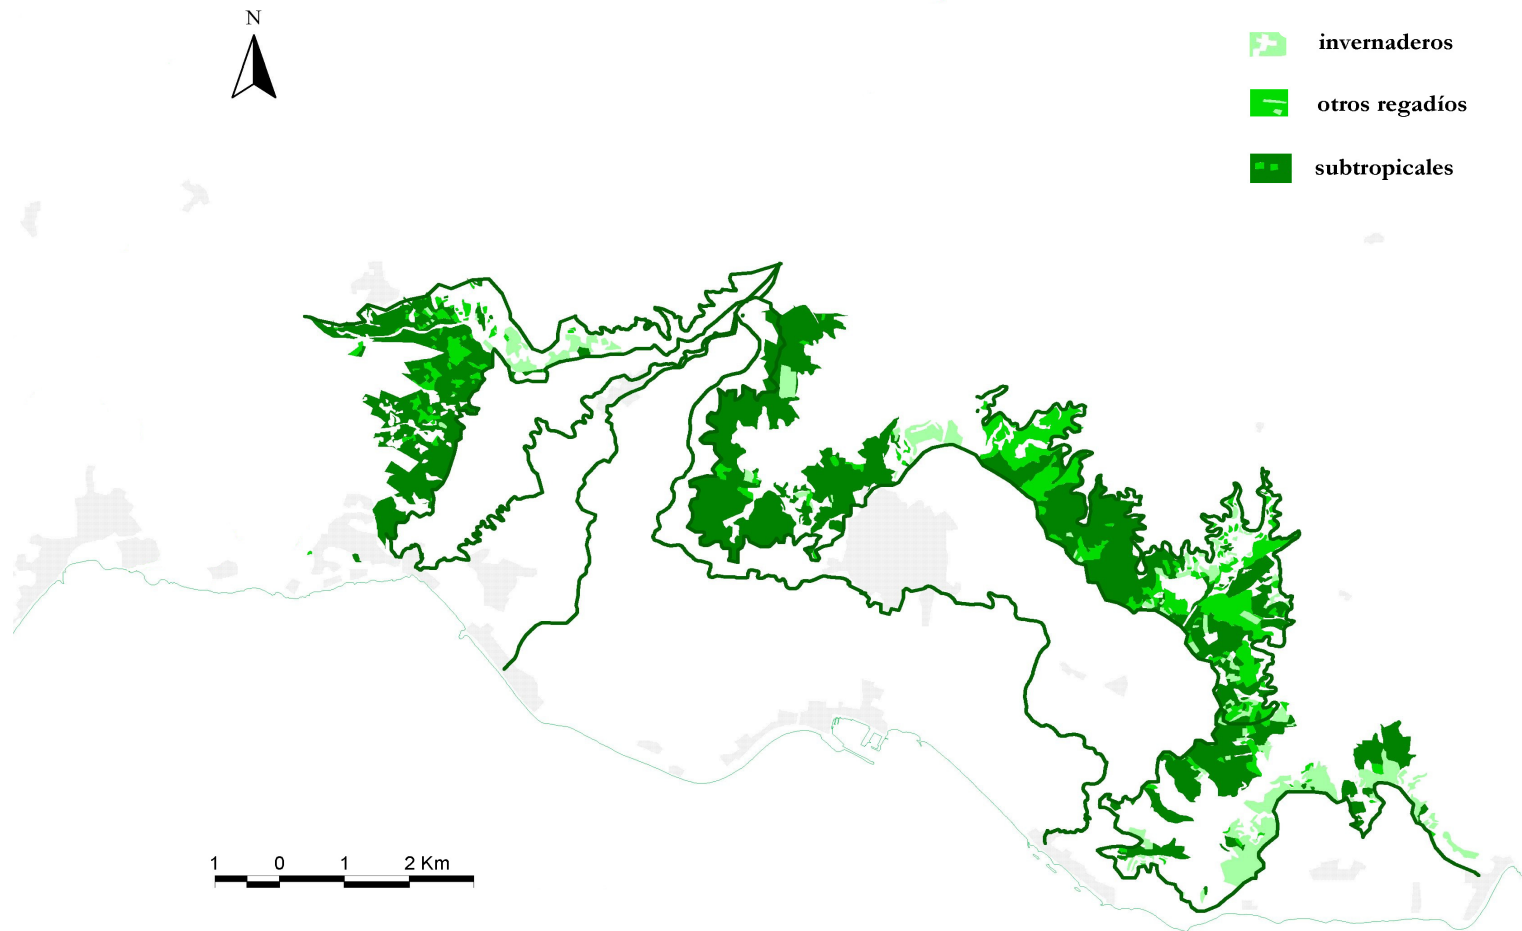 N
invernaderos
otros regadíos
subtropicales
1 0 1 2 Km